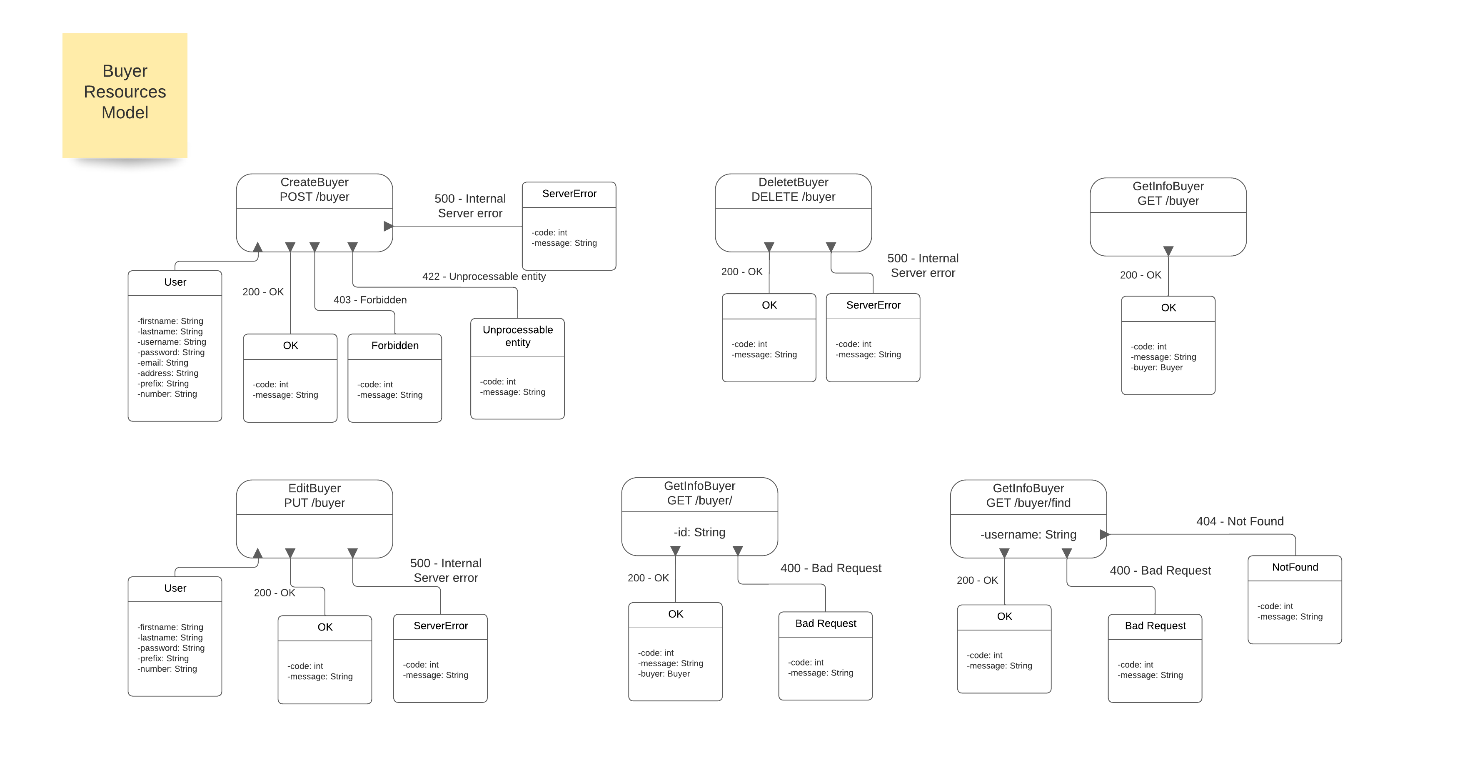 Buyer
Resources
Model
CreateBuyer
POST /buyer
500 - Internal
Server error
ServerError
-code: int
-message: String
User
-firstname: String
-lastname: String
-username: String
-password: String
-email: String
-address: String
-prefix: String
-number: String
200 - OK
OK
-code: int
-message: String
403 - Forbidden
Forbidden
-code: int
-message: String
422 - Unprocessable entity
Unprocessable
entity
-code: int
-message: String
DeletetBuyer
DELETE /buyer
200 - OK
OK
-code: int
-message: String
500 - Internal
Server error
ServerError
-code: int
-message: String
GetInfoBuyer
GET /buyer
200 - OK
OK
-code: int
-message: String
-buyer: Buyer
EditBuyer
PUT /buyer
User
-firstname: String
-lastname: String
-password: String
-prefix: String
-number: String
200 - OK
OK
-code: int
-message: String
500 - Internal
Server error
ServerError
-code: int
-message: String
GetInfoBuyer
GET /buyer/
-id: String
200 - OK
OK
-code: int
-message: String
-buyer: Buyer
400 - Bad Request
Bad Request
-code: int
-message: String
GetInfoBuyer
GET /buyer/find
-username: String
200 - OK
OK
-code: int
-message: String
400 - Bad Request
Bad Request
-code: int
-message: String
404 - Not Found
NotFound
-code: int
-message: String